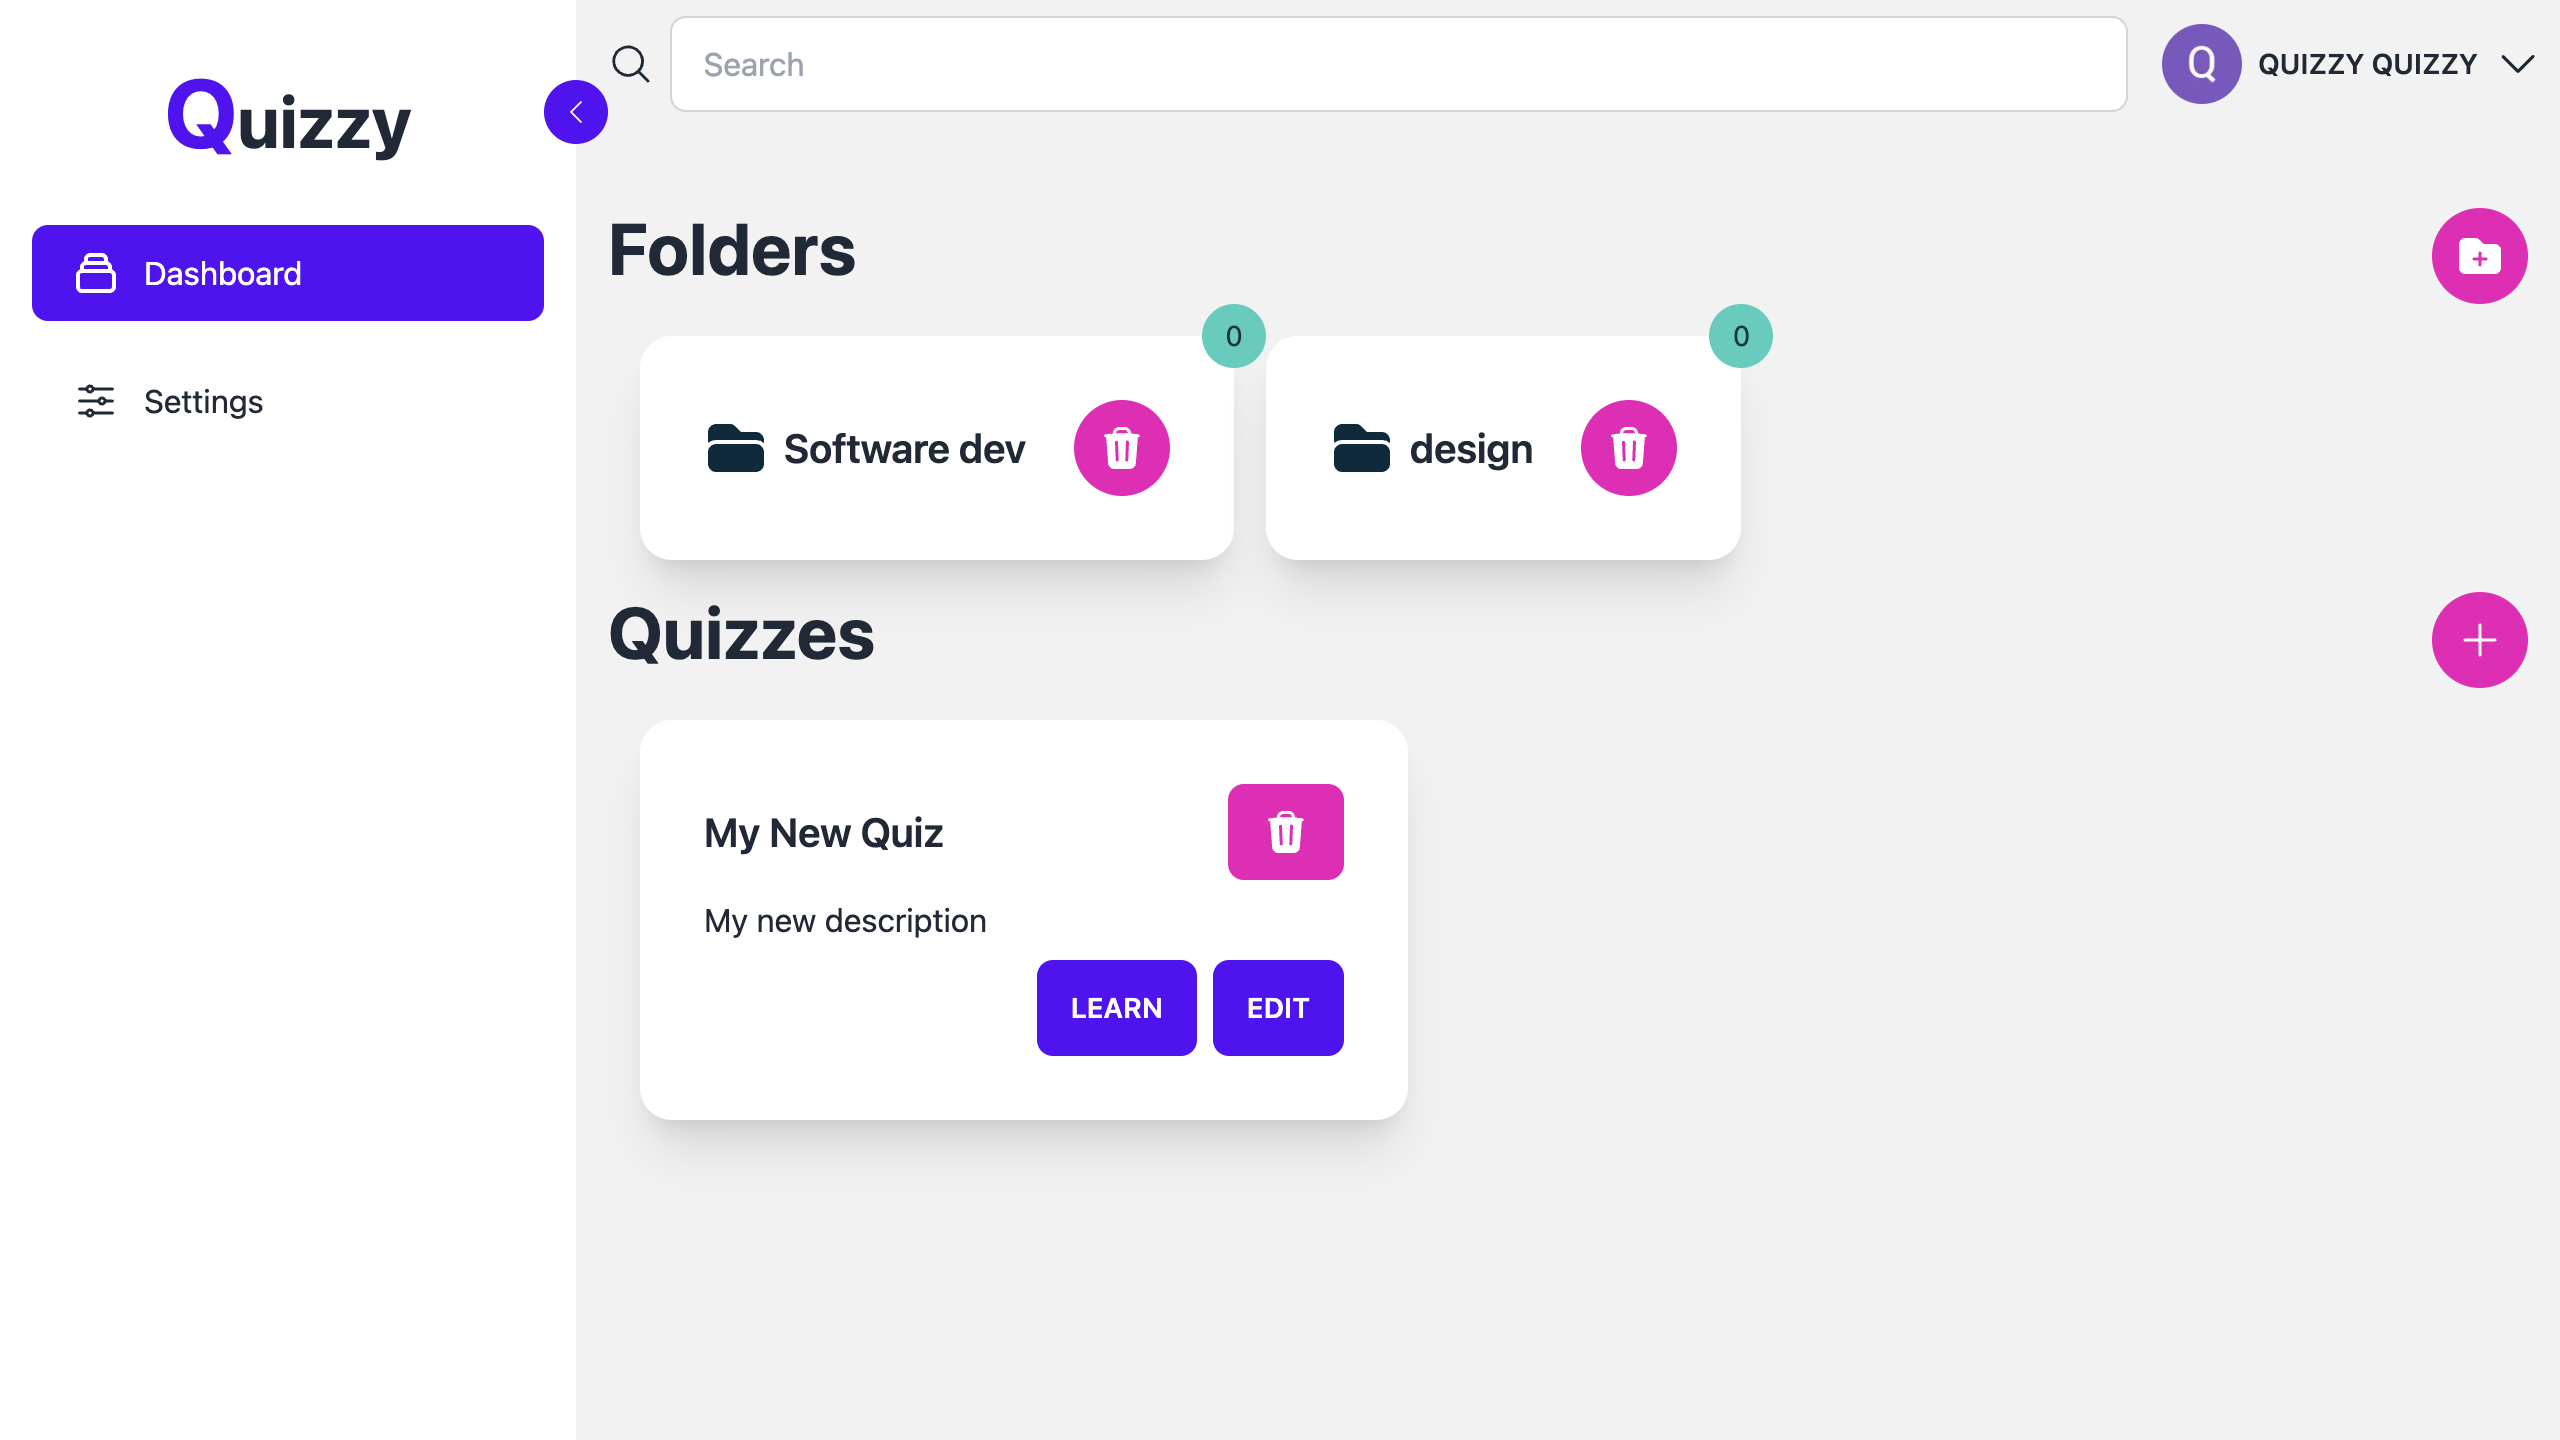 Quizzy
Dashboard
Settings
Search
Q
QUIZZY QUIZZY
Folders
0
Software dev
0
design
Quizzes
My New Quiz
My new description
LEARN
EDIT